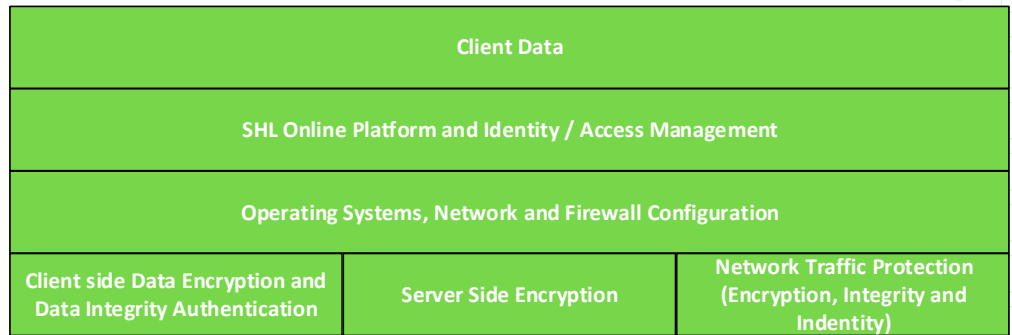 Client Data
SHL Online Platform and Identity / Access Management
Operating Systems, Network and Firewall Configuration
Client side Data Encryption and
Data Integrity Authentication
Server Side Encryption
Network Traffic Protection
(Encryption, Integrity and
Indentity)